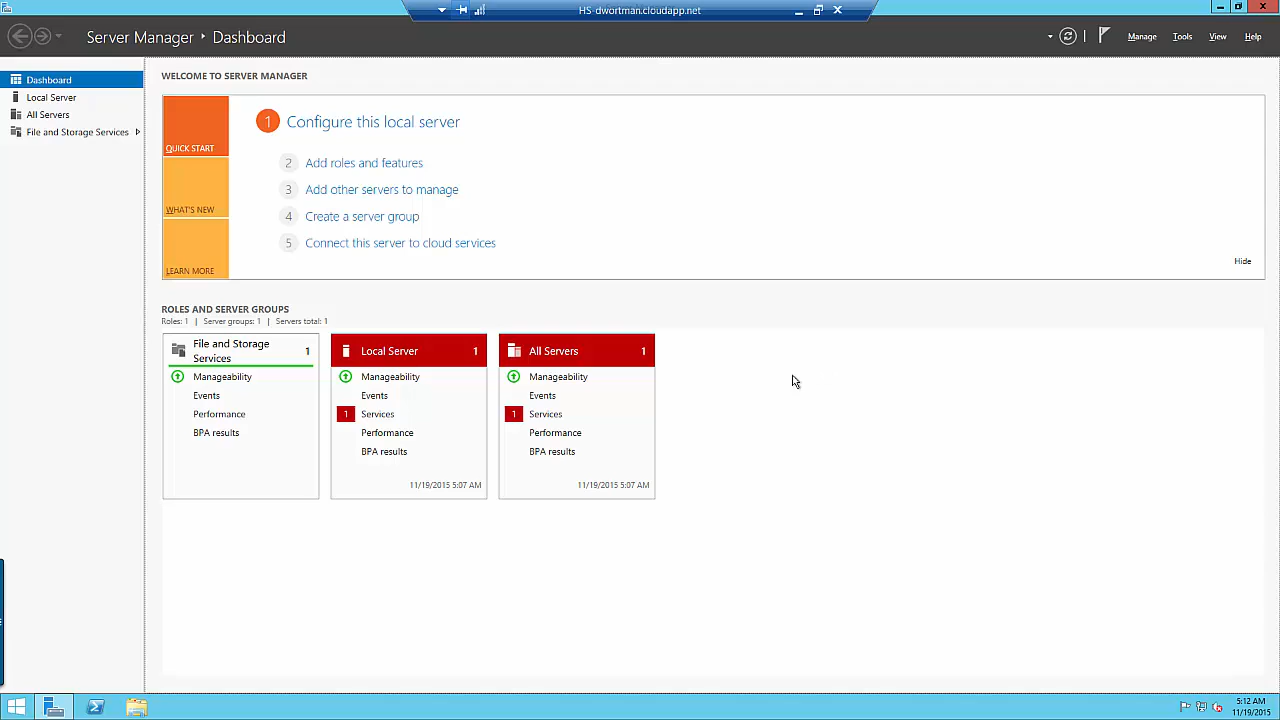 HS-dwortman.cloudapp.net
Server Manager
Dashboard
Manage
Tools
View
Help
Dashboard
Local Server
All Servers
File and Storage Services
WELCOME TO SERVER MANAGER
QUICK START
WHAT'S NEW
LEARN MORE
1 Configure this local server
2 Add roles and features
3 Add other servers to manage
4 Create a server group
5 Connect this server to cloud services
Hide
ROLES AND SERVER GROUPS
Roles: 1 | Server groups: 1 | Servers total: 1
File and Storage
Services
1
Manageability
Events
Performance
BPA results
Local Server 1
Manageability
Events
1 Services
Performance
BPA results
11/19/2015 5:07 AM
All Servers 1
Manageability
Events
1 Services
Performance
BPA results
11/19/2015 5:07 AM
5:12 AM
11/19/2015